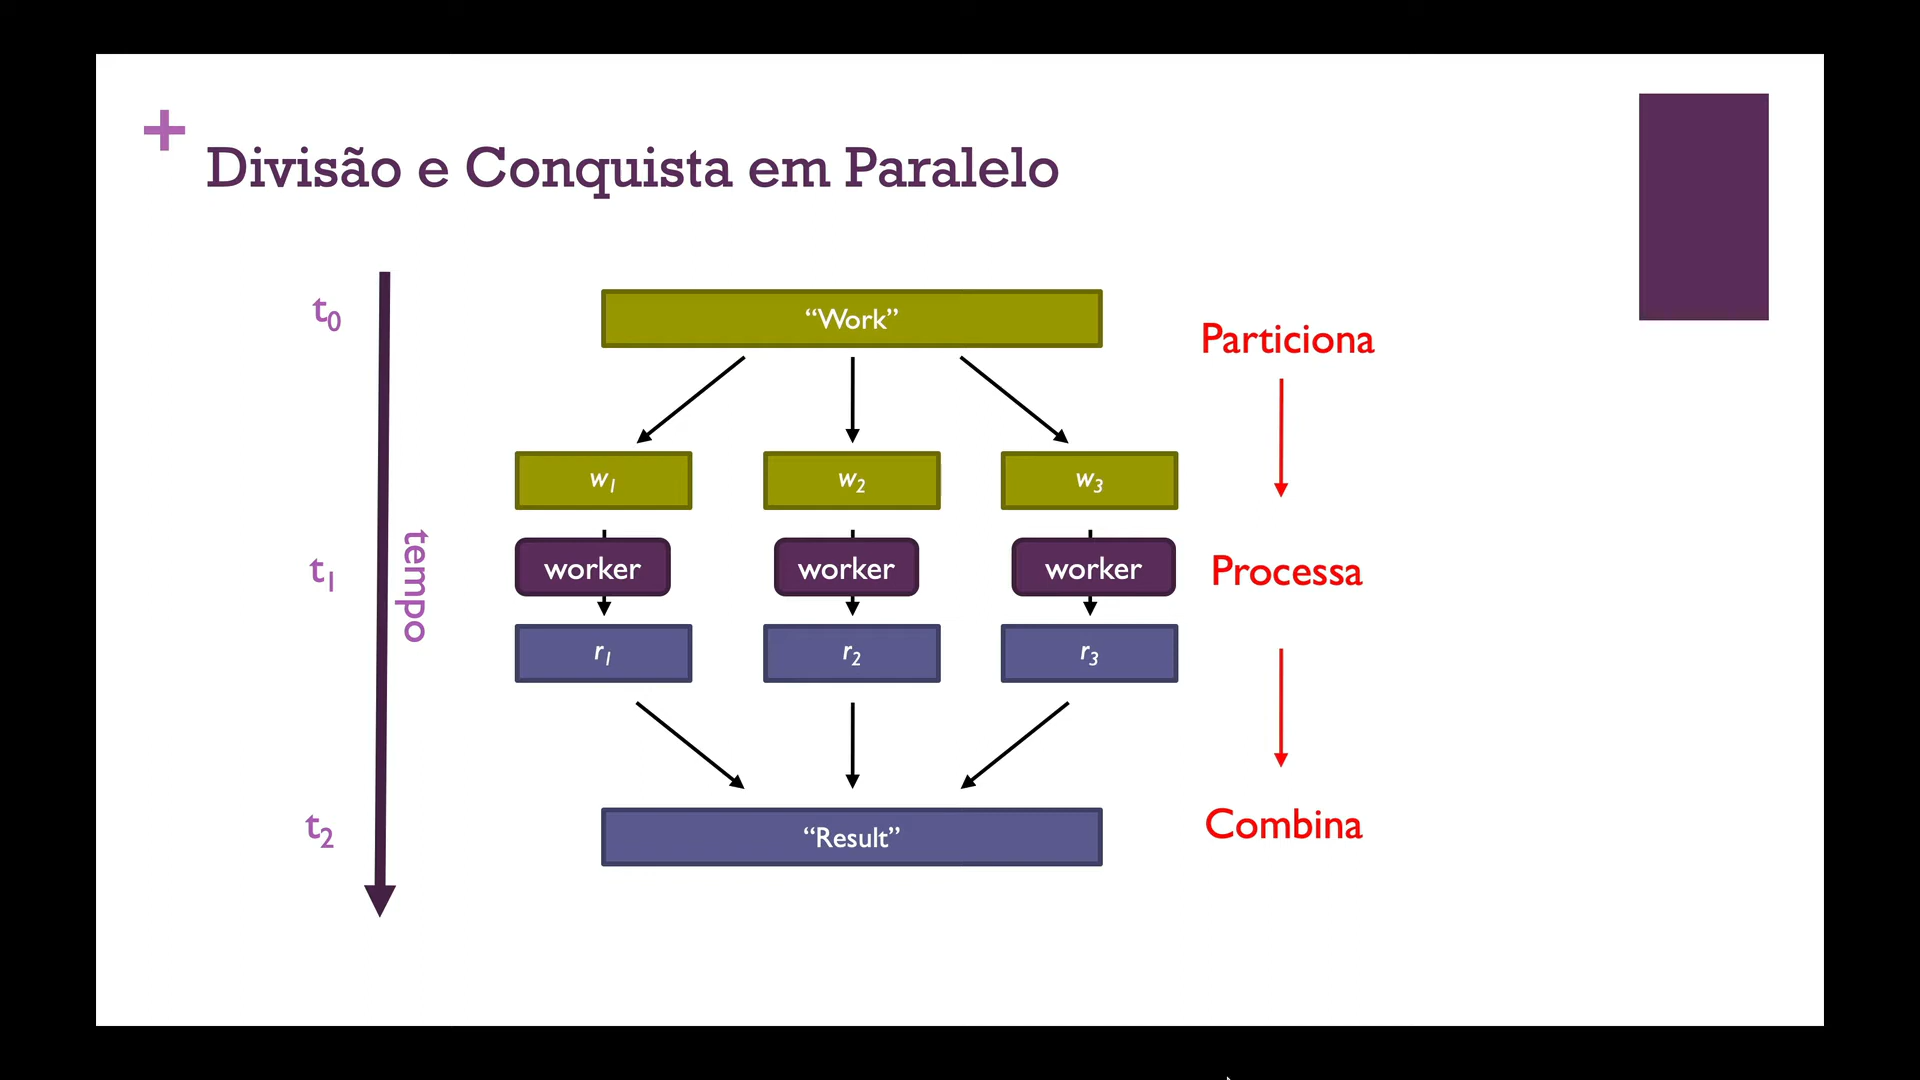 +
Divisão e Conquista em Paralelo
t0
“Work”
Particiona
w1
w2
w3
tempo
t1
worker
worker
worker
Processa
r1
r2
r3
t2
“Result”
Combina